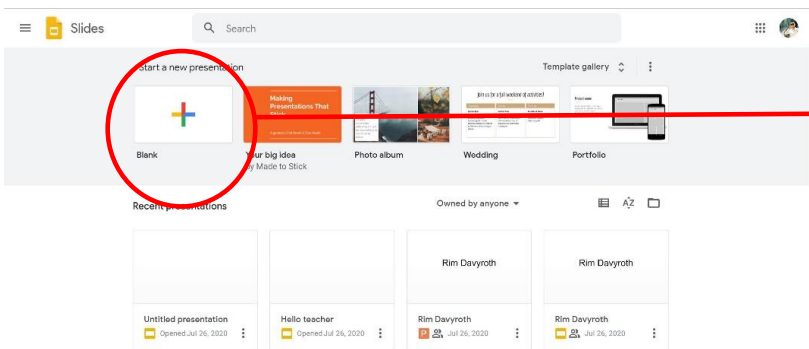 Slides
Search
Start a new presentation
Template gallery
Making
Presentations That
Stick
Blank
Your big idea
by Made to Stick
Photo album
Wedding
Portfolio
Recent presentations
Owned by anyone
AZ
Rim Davyroth
Rim Davyroth
Untitled presentation
Opened Jul 26, 2020
Hello teacher
Opened Jul 26, 2020
Rim Davyroth
P Jul 26, 2020
Rim Davyroth
Jul 26, 2020